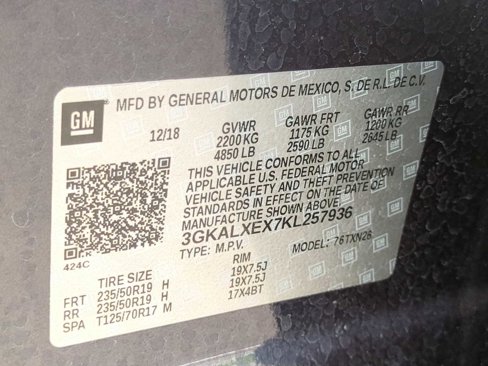 GM
MFD BY GENERAL MOTORS DE MEXICO, S. DE R.L. DE C.V.
12/18 GVWR GAWR FRT GAWR RR
2200 KG 1175 KG 1200 KG
4850 LB 2590 LB 2645 LB
THIS VEHICLE CONFORMS TO ALL
APPLICABLE U.S. FEDERAL MOTOR
VEHICLE SAFETY AND THEFT PREVENTION
STANDARDS IN EFFECT ON THE DATE OF
MANUFACTURE SHOWN ABOVE.
3GKALXEX7KL257936
TYPE: M.P.V. MODEL: 76TXN26
424C
TIRE SIZE RIM
FRT 235/50R19 H 19X7.5J
RR 235/50R19 H 19X7.5J
SPA T125/70R17 M 17X4BT